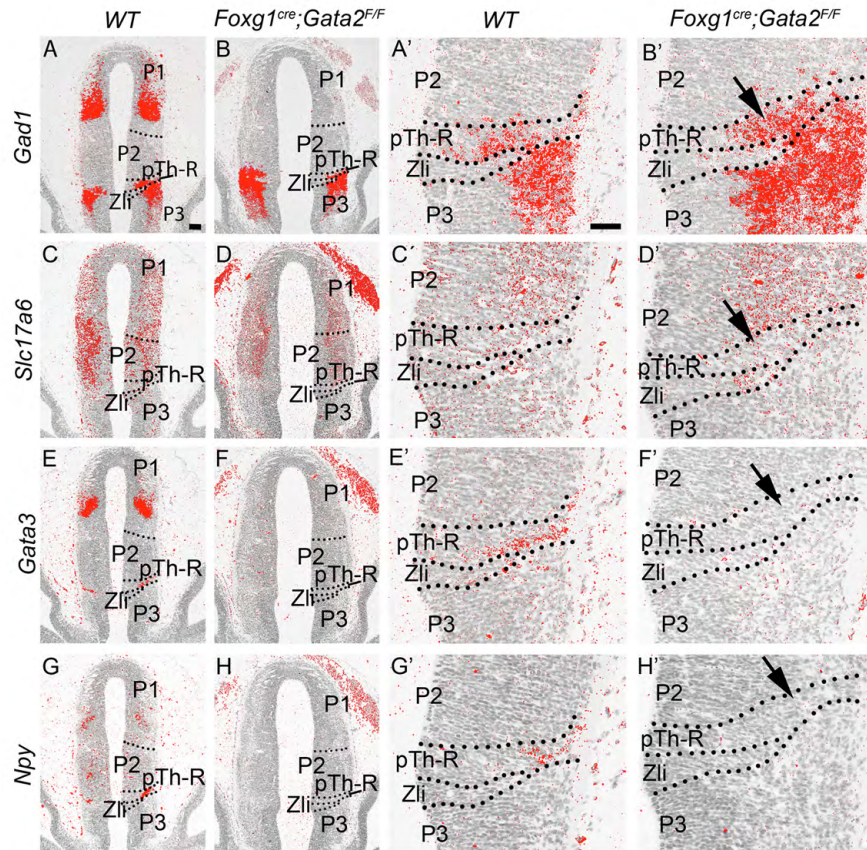 WT Foxg1cre;Gata2F/F WT Foxg1cre;Gata2F/F
Gad1
A P1 P2 pTh-R Zli P3
B P1 P2 pTh-R Zli P3
A' P2 pTh-R Zli P3
B' P2 pTh-R Zli P3
Slc17a6
C P1 P2 pTh-R Zli P3
D P1 P2 pTh-R Zli P3
C´ P2 pTh-R Zli P3
D' P2 pTh-R Zli P3
Gata3
E P1 P2 pTh-R Zli P3
F P1 P2 pTh-R Zli P3
E' P2 pTh-R Zli P3
F' P2 pTh-R Zli P3
Npy
G P1 P2 pTh-R Zli P3
H P1 P2 pTh-R Zli P3
G' P2 pTh-R Zli P3
H' P2 pTh-R Zli P3